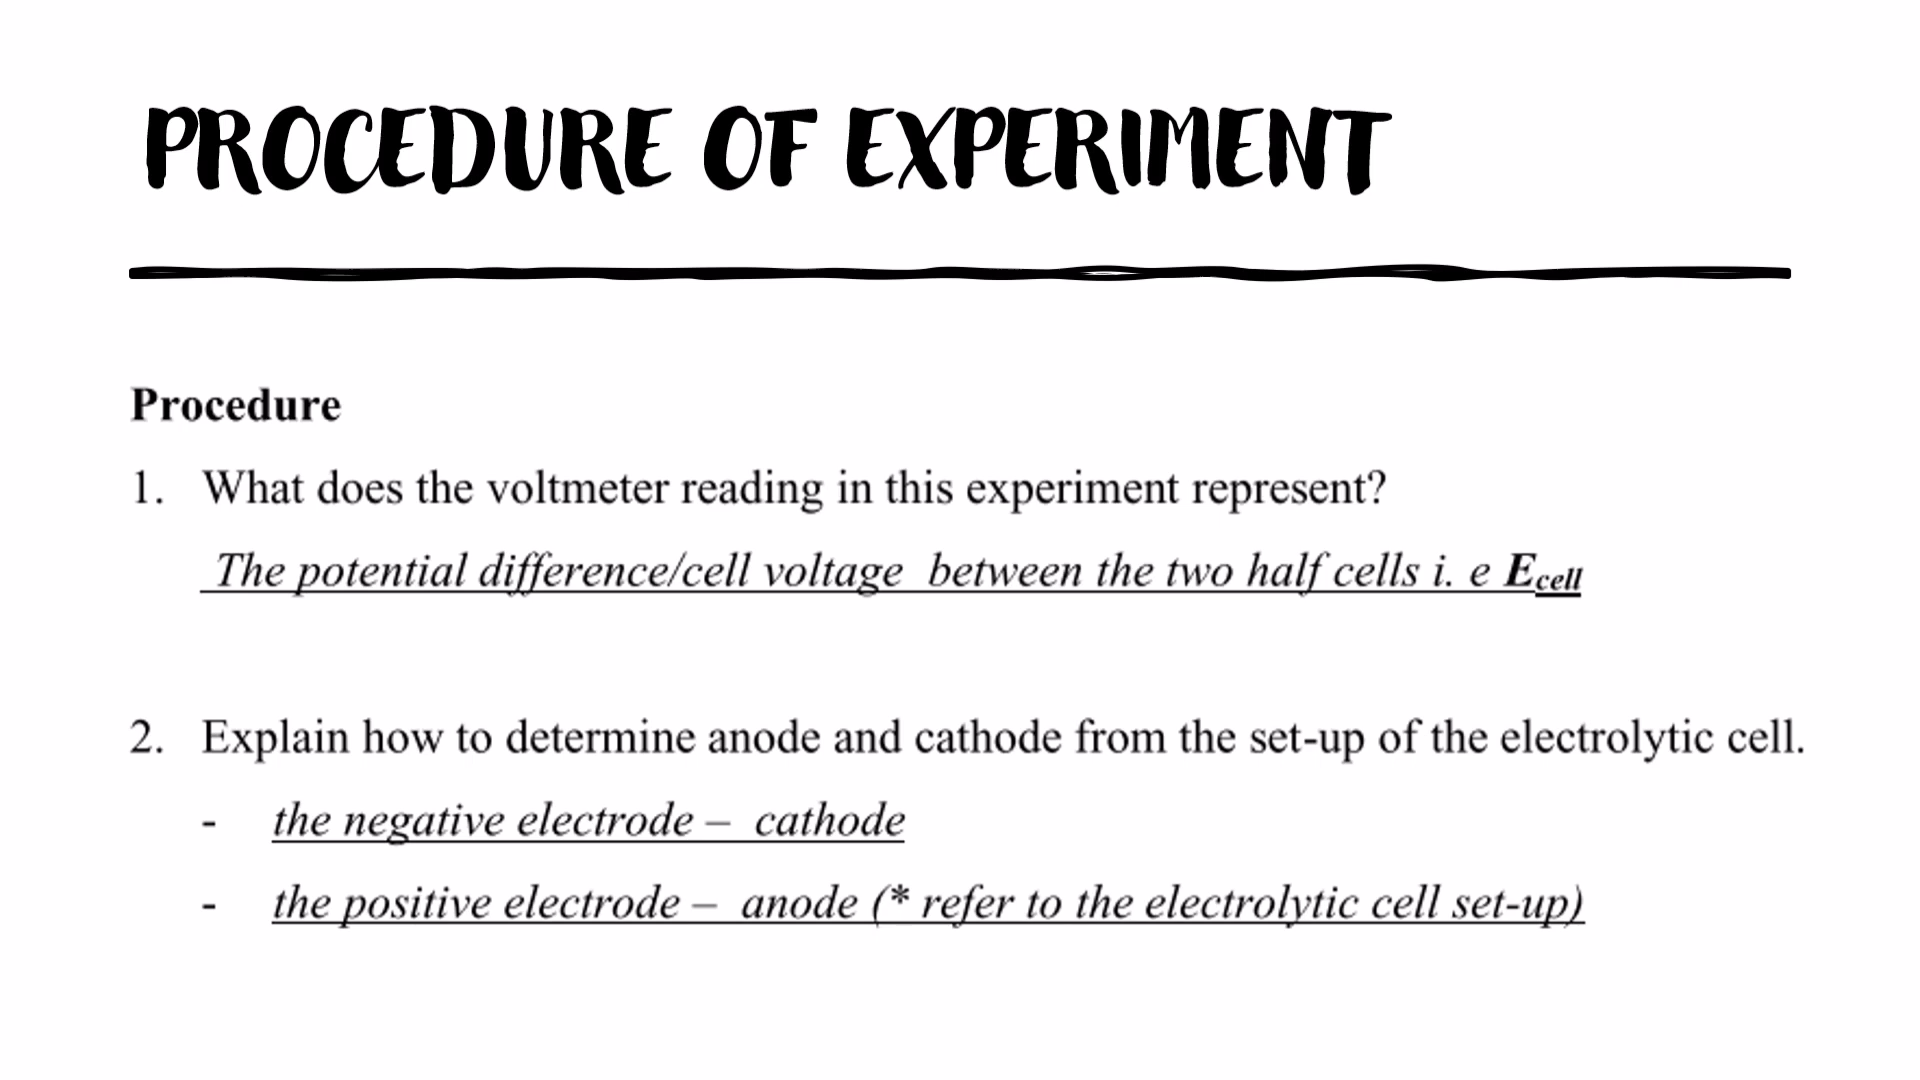 PROCEDURE OF EXPERIMENT
Procedure
1. What does the voltmeter reading in this experiment represent?
The potential difference/cell voltage between the two half cells i. e Ecell
2. Explain how to determine anode and cathode from the set-up of the electrolytic cell.
- the negative electrode – cathode
- the positive electrode – anode (* refer to the electrolytic cell set-up)